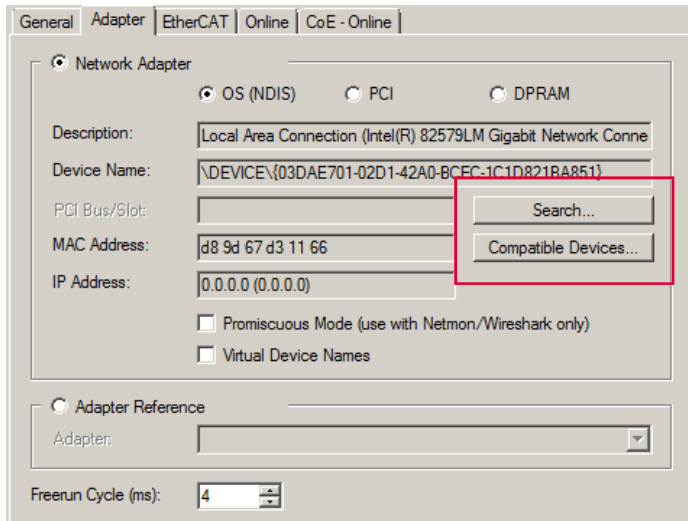 General Adapter EtherCAT Online CoE - Online
Network Adapter
OS (NDIS) PCI DPRAM
Description: Local Area Connection (Intel(R) 82579LM Gigabit Network Conne
Device Name: \DEVICE\{03DAE701-02D1-42A0-BCFC-1C1D821BA851}
PCI Bus/Slot: Search...
MAC Address: d8 9d 67 d3 11 66 Compatible Devices...
IP Address: 0.0.0.0 (0.0.0.0)
Promiscuous Mode (use with Netmon/Wireshark only)
Virtual Device Names
Adapter Reference
Adapter:
Freerun Cycle (ms): 4